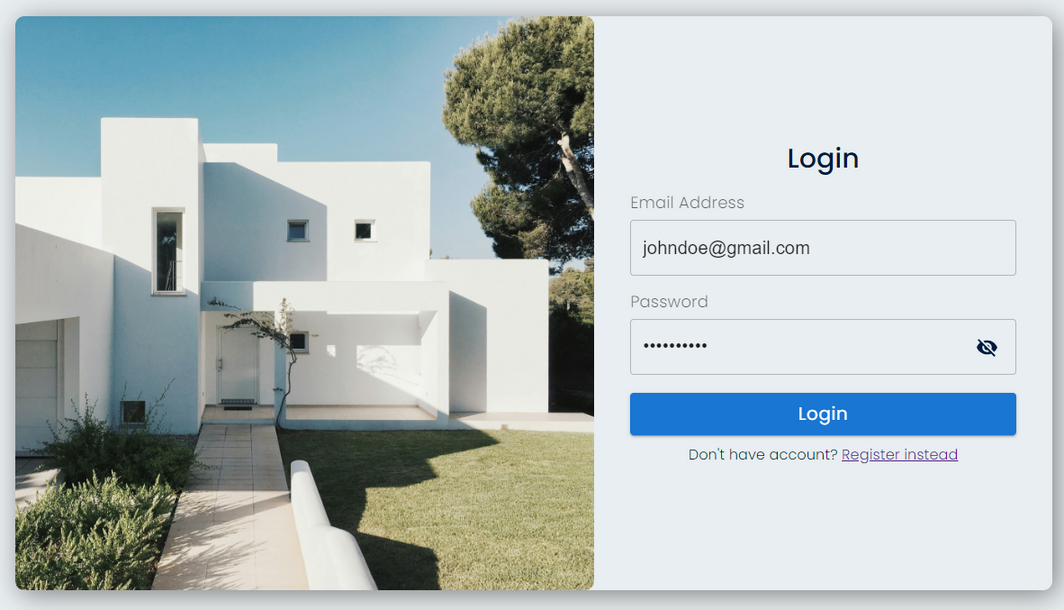 Login
Email Address
johndoe@gmail.com
Password
••••••••••
Login
Don't have account? Register instead